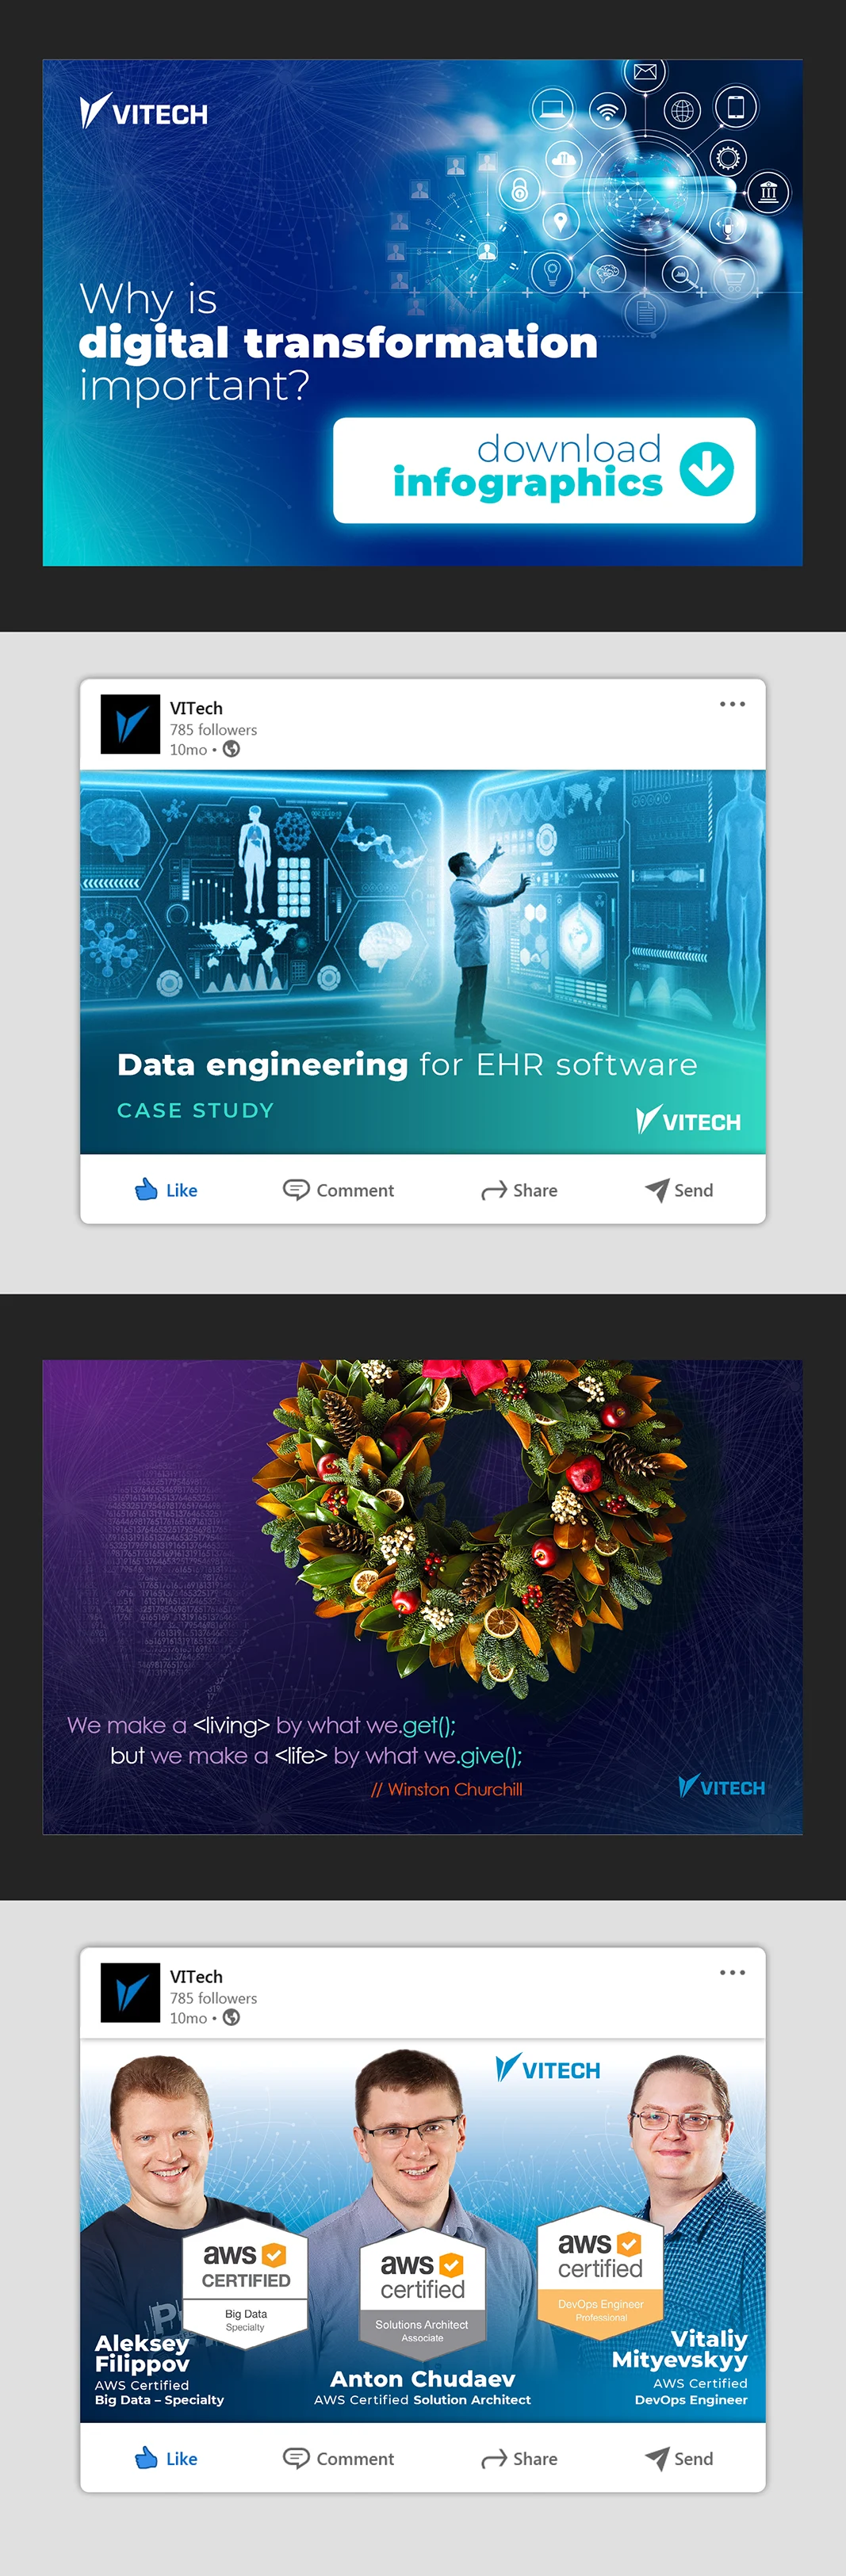 VITECH
Why is
digital transformation
important?
download
infographics
VITech
785 followers
10mo •
Data engineering for EHR software
CASE STUDY
VITECH
Like Comment Share Send
We make a <living> by what we.get();
but we make a <life> by what we.give();
// Winston Churchill
VITECH
VITech
785 followers
10mo •
VITECH
aws
CERTIFIED
Big Data
Specialty
aws
certified
Solutions Architect
Associate
aws
certified
DevOps Engineer
Professional
Aleksey
Filippov
AWS Certified
Big Data – Specialty
Anton Chudaev
AWS Certified Solution Architect
Vitaliy
Mityevskyy
AWS Certified
DevOps Engineer
Like Comment Share Send